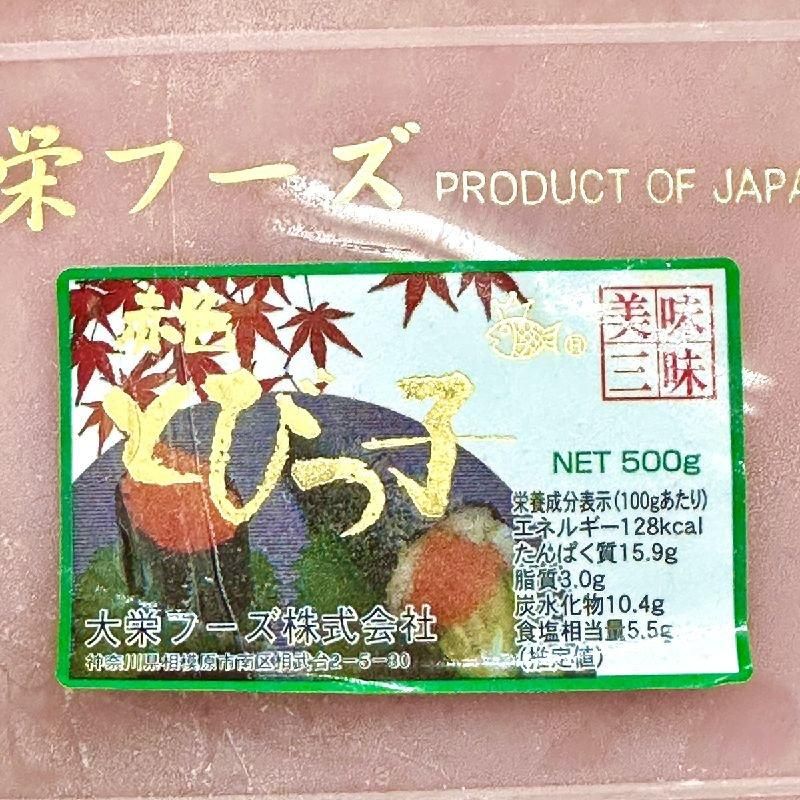 栄フーズ PRODUCT OF JAPA
赤色
とびっ子
美味
三味
NET 500g
栄養成分表示(100gあたり)
エネルギー128kcal
たんぱく質15.9g
脂質3.0g
炭水化物10.4g
食塩相当量5.5g
(推定値)
大栄フーズ株式会社
神奈川県相模原市南区相武台2-5-30